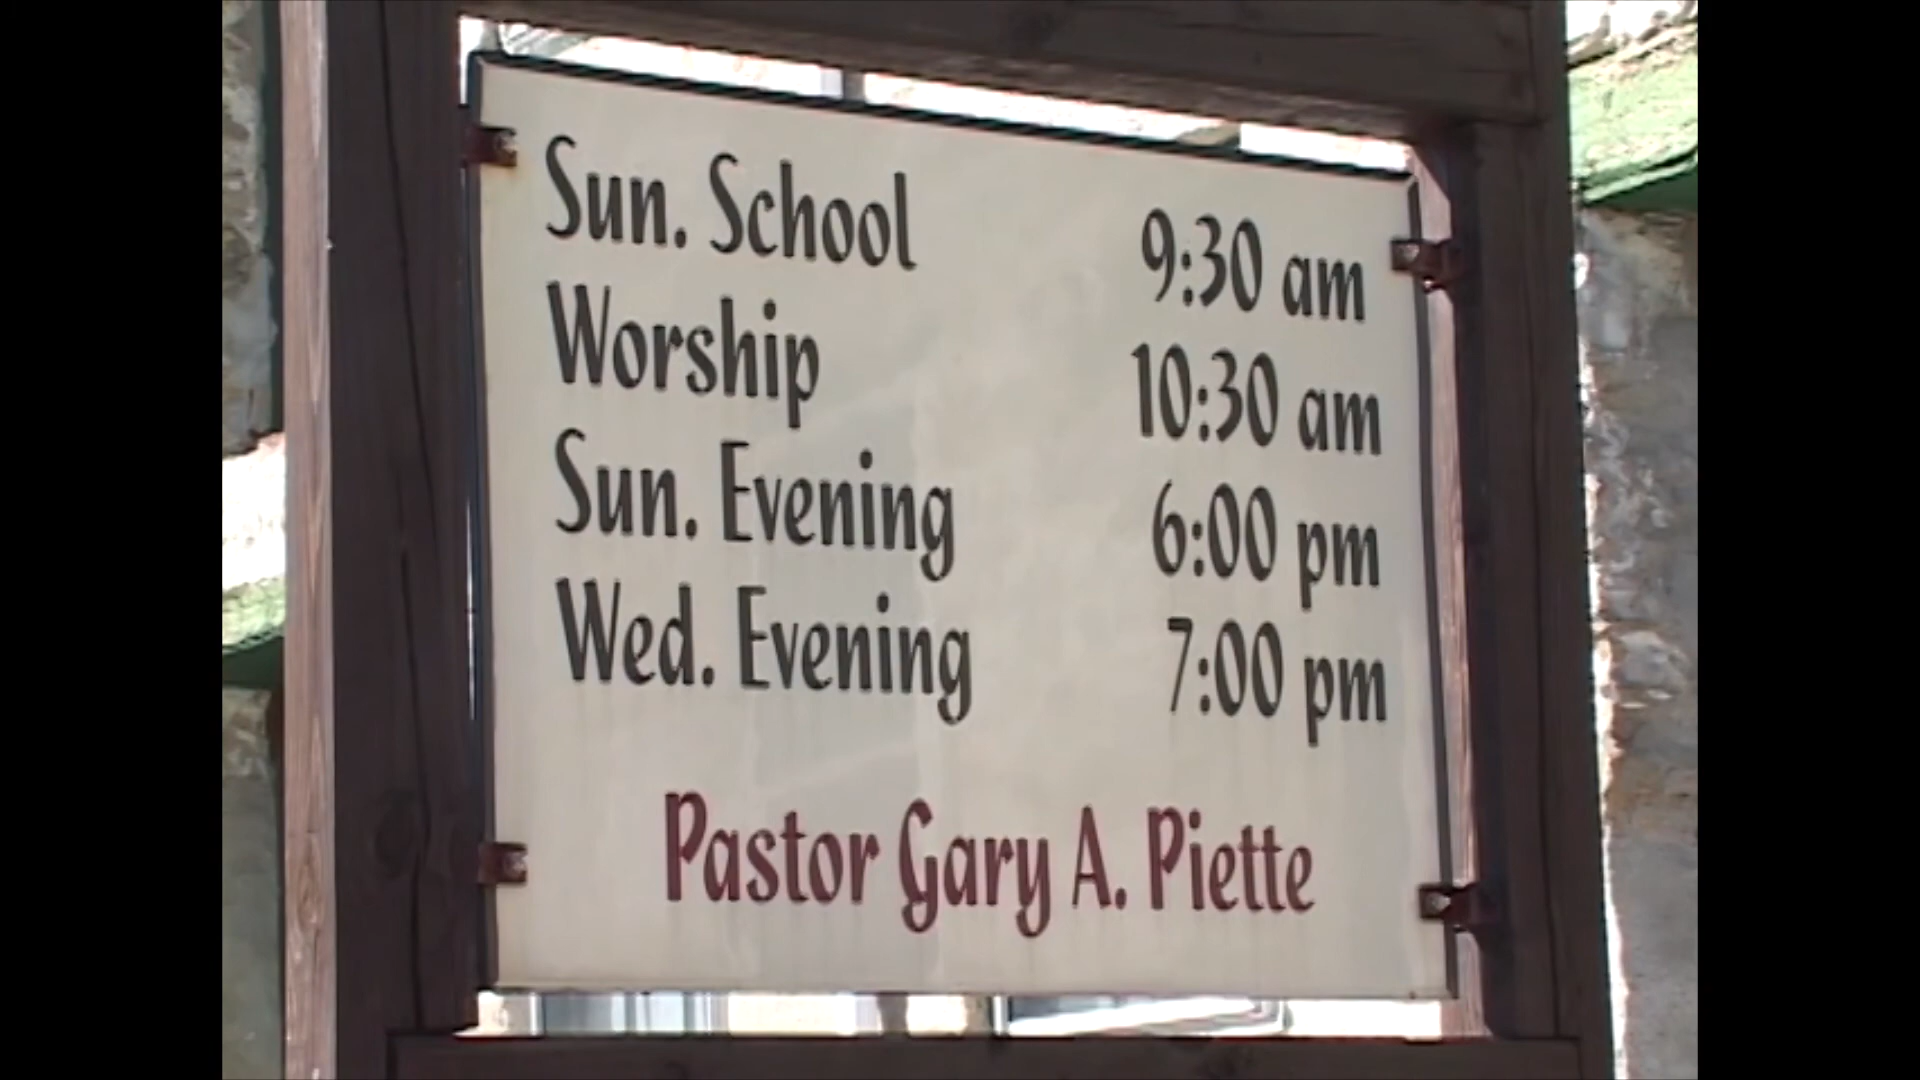 Sun. School 9:30 am
Worship 10:30 am
Sun. Evening 6:00 pm
Wed. Evening 7:00 pm
Pastor Gary A. Piette